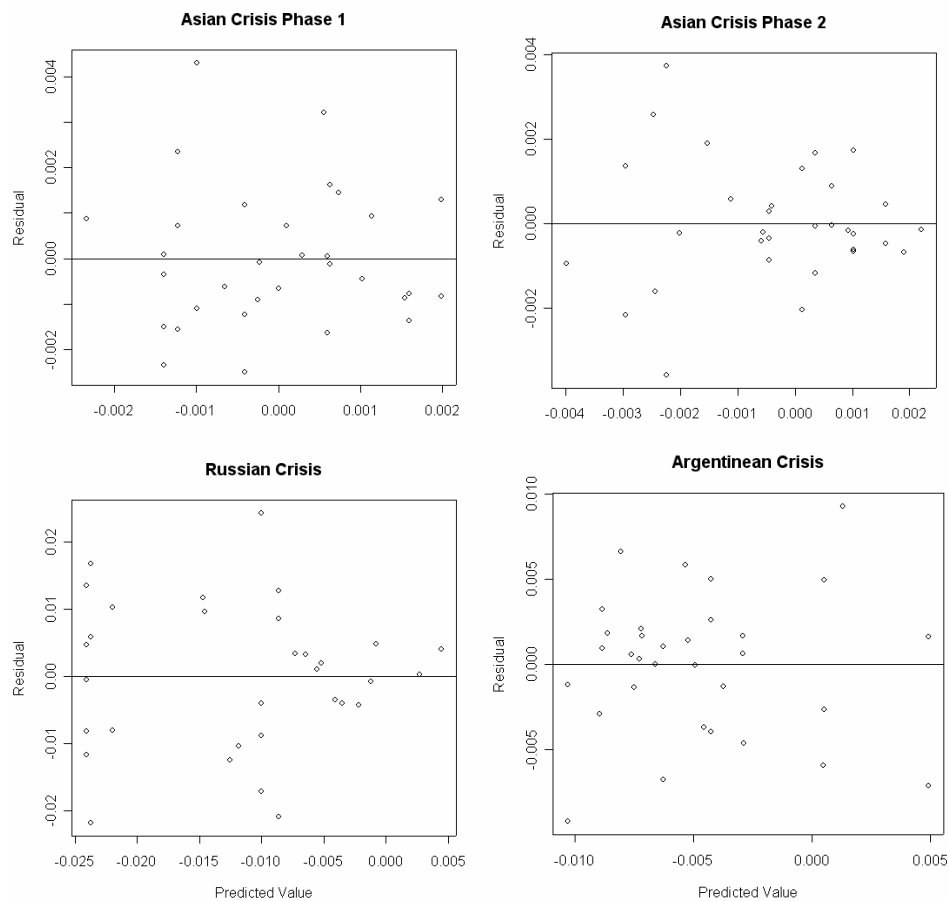 Asian Crisis Phase 1
0.004
0.002
0.000
-0.002
Residual
-0.002 -0.001 0.000 0.001 0.002
Asian Crisis Phase 2
0.004
0.002
0.000
-0.002
Residual
-0.004 -0.003 -0.002 -0.001 0.000 0.001 0.002
Russian Crisis
0.02
0.01
0.00
-0.01
-0.02
Residual
-0.025 -0.020 -0.015 -0.010 -0.005 0.000 0.005
Predicted Value
Argentinean Crisis
0.010
0.005
0.000
-0.005
Residual
-0.010 -0.005 0.000 0.005
Predicted Value